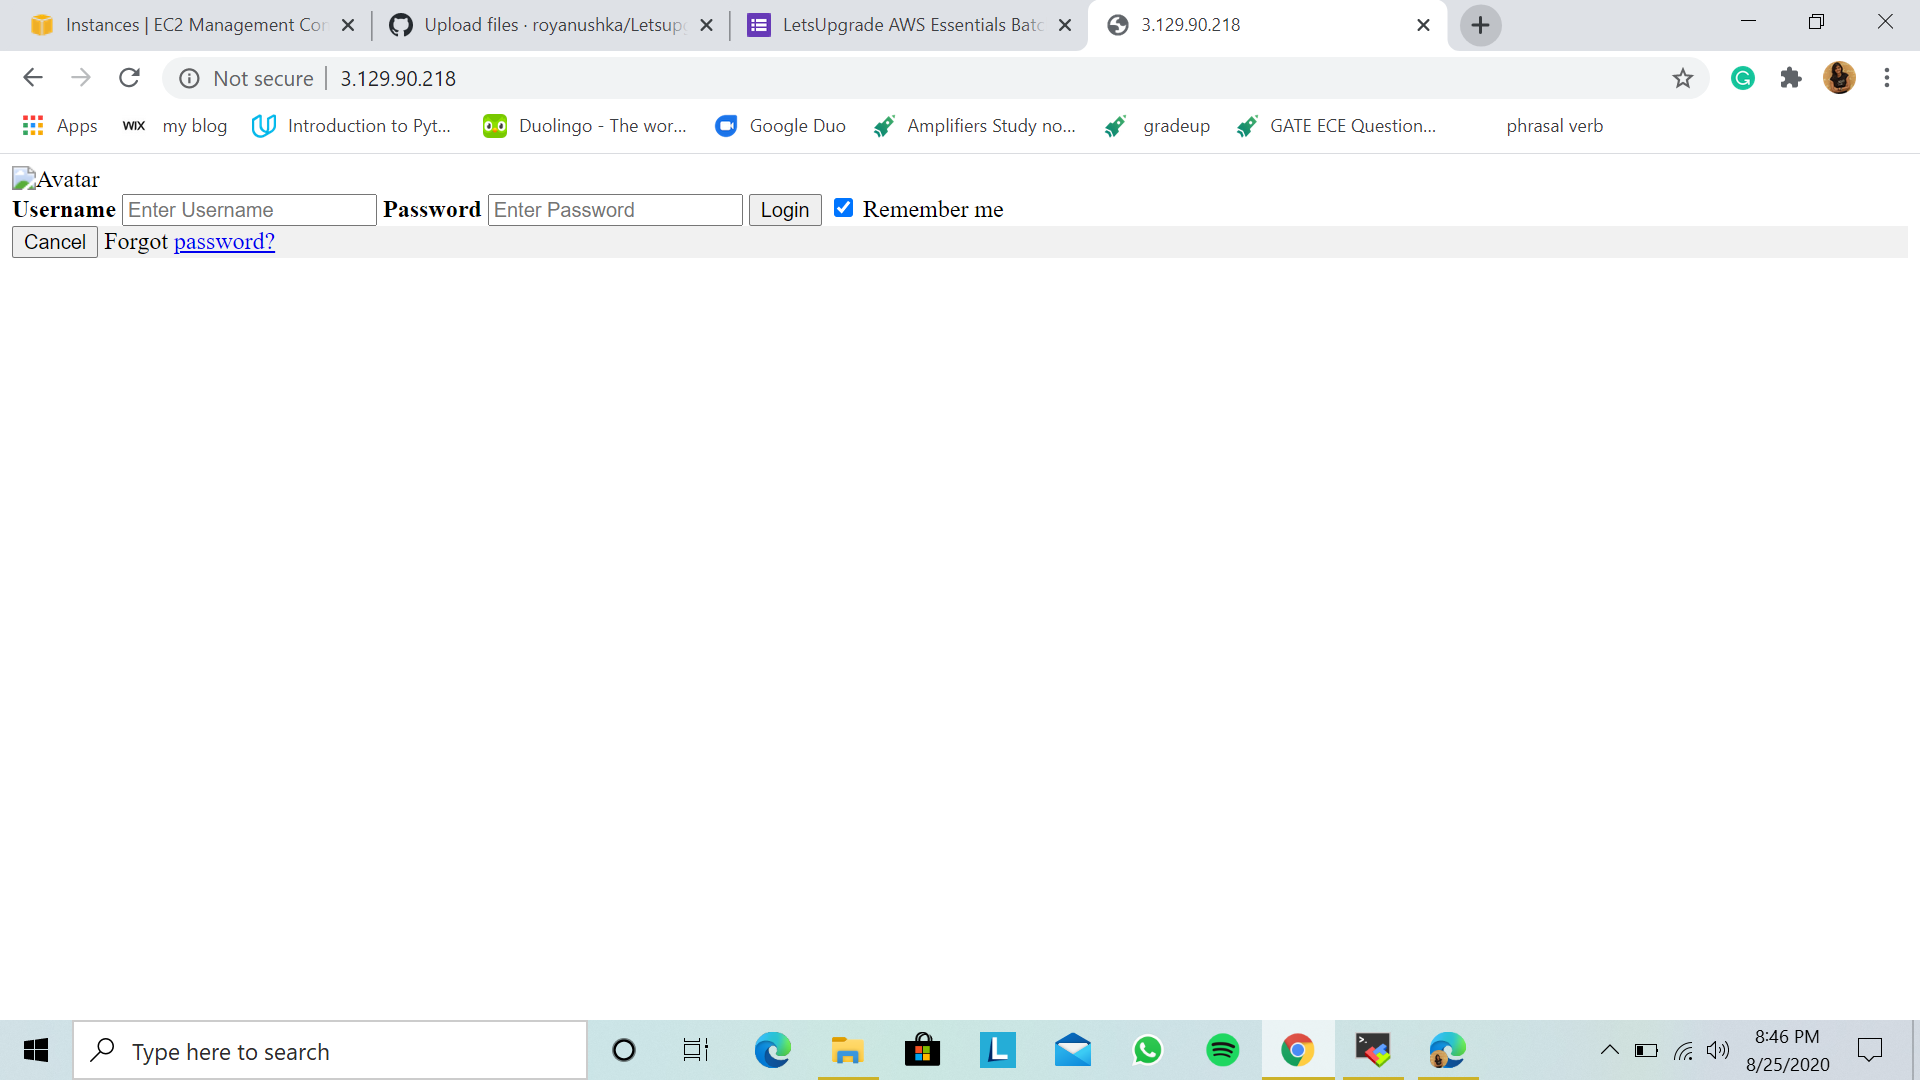 Instances | EC2 Management Con
Upload files · royanushka/Letsupg
LetsUpgrade AWS Essentials Batc
3.129.90.218
Not secure 3.129.90.218
Apps
WIX my blog
Introduction to Pyt...
Duolingo - The wor...
Google Duo
Amplifiers Study no...
gradeup
GATE ECE Question...
phrasal verb
Avatar
Username Enter Username Password Enter Password Login Remember me
Cancel Forgot password?
Type here to search
8:46 PM
8/25/2020